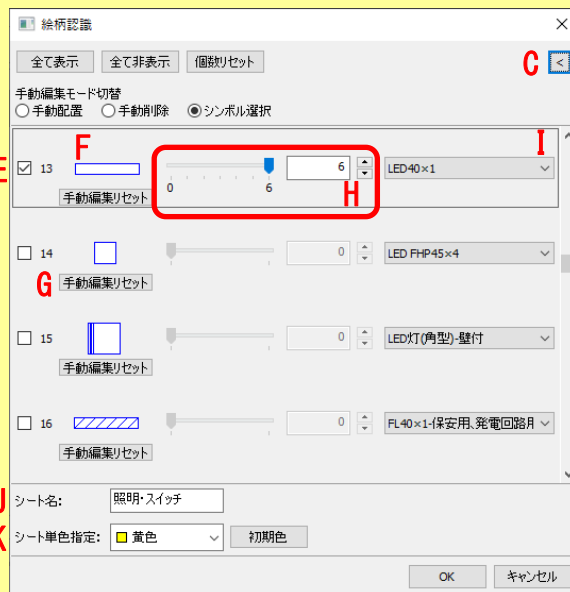 絵柄認識
全て表示 全て非表示 個数リセット C <
手動編集モード切替
手動配置 手動削除 シンボル選択
E 13 F 6 H LED40×1 I
手動編集リセット 0 6
14 0 LED FHP45×4
G 手動編集リセット
15 0 LED灯(角型)-壁付
手動編集リセット
16 0 FL40×1-保安用、発電回路用
手動編集リセット
J シート名: 照明・スイッチ
K シート単色指定: 黄色 初期色
OK キャンセル